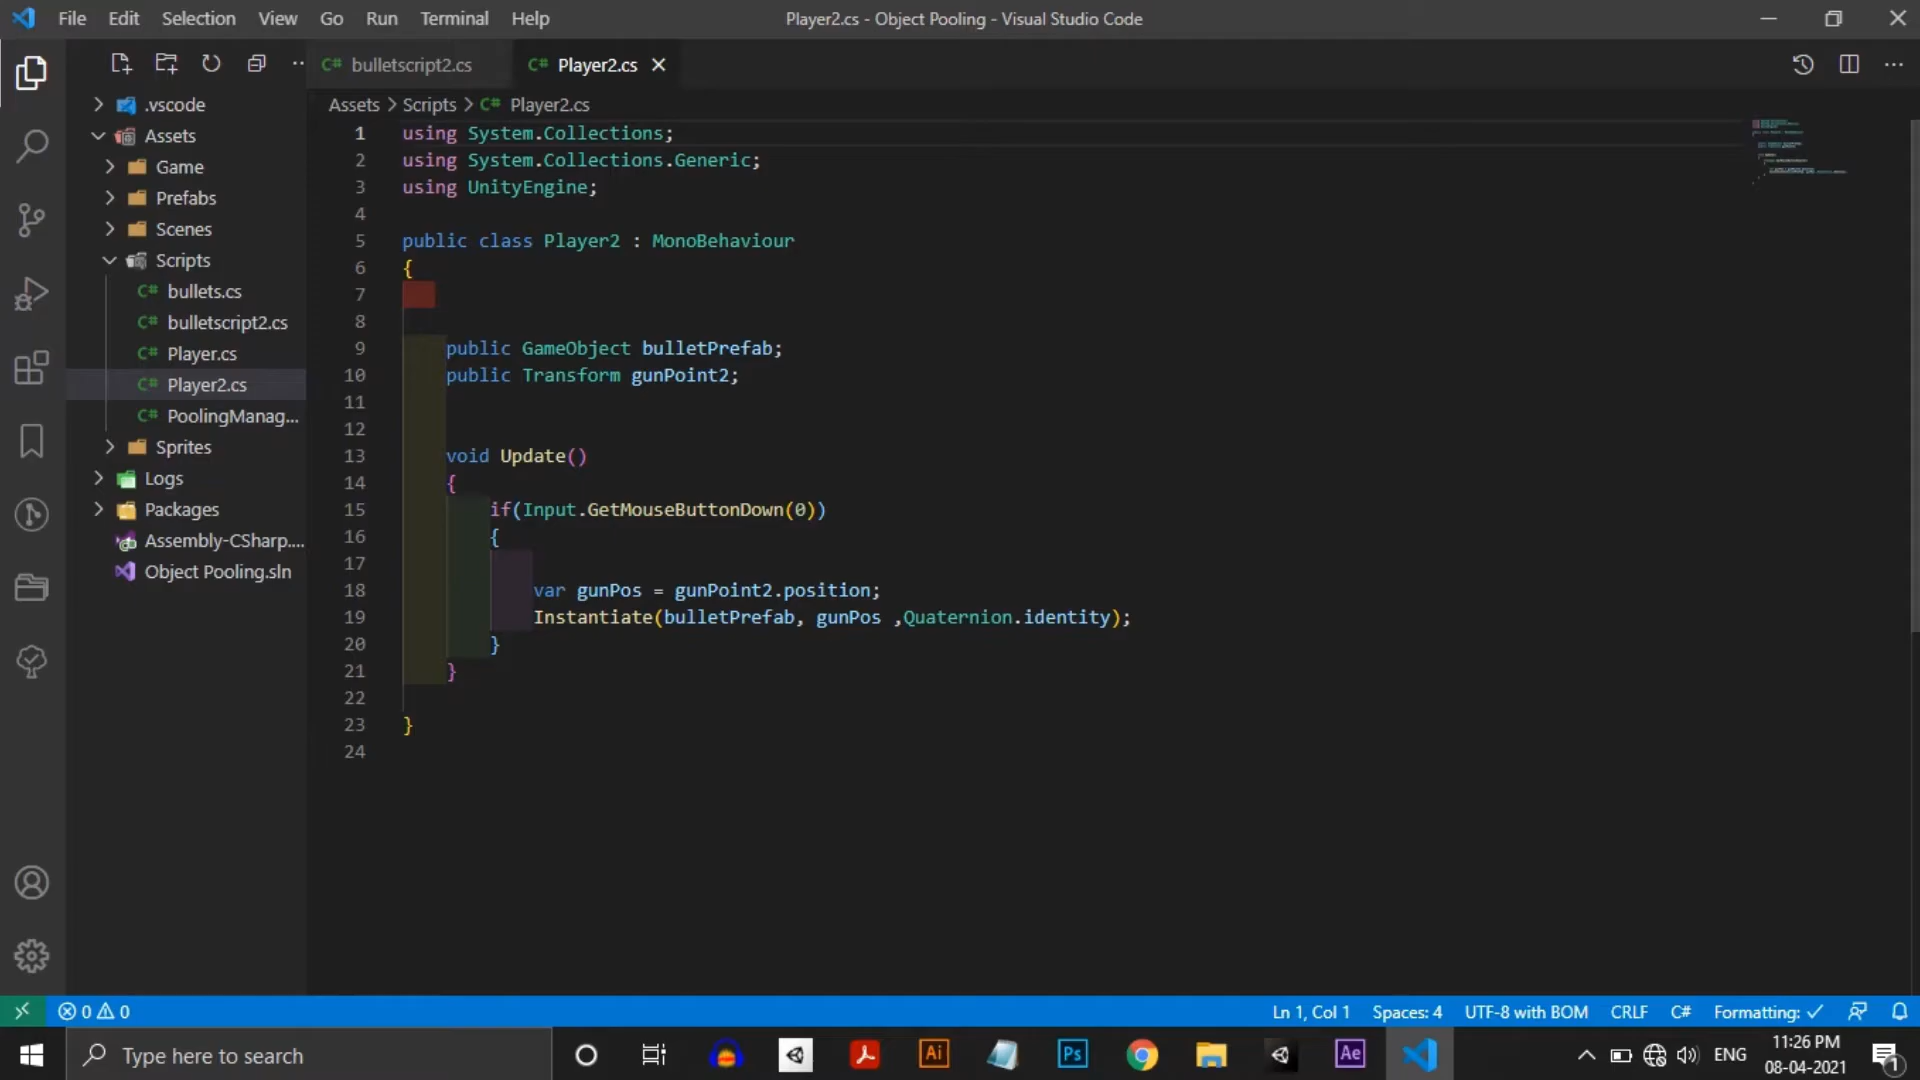 File Edit Selection View Go Run Terminal Help
Player2.cs - Object Pooling - Visual Studio Code
C# bulletscript2.cs
C# Player2.cs
Assets > Scripts > C# Player2.cs
.vscode
Assets
Game
Prefabs
Scenes
Scripts
C# bullets.cs
C# bulletscript2.cs
C# Player.cs
C# Player2.cs
C# PoolingManag...
Sprites
Logs
Packages
Assembly-CSharp....
Object Pooling.sln
1 using System.Collections;
2 using System.Collections.Generic;
3 using UnityEngine;
4
5 public class Player2 : MonoBehaviour
6 {
7
8
9 public GameObject bulletPrefab;
10 public Transform gunPoint2;
11
12
13 void Update()
14 {
15 if(Input.GetMouseButtonDown(0))
16 {
17
18 var gunPos = gunPoint2.position;
19 Instantiate(bulletPrefab, gunPos ,Quaternion.identity);
20 }
21 }
22
23 }
24
0 0
Ln 1, Col 1 Spaces: 4 UTF-8 with BOM CRLF C# Formatting: ✓
Type here to search
Ai
Ps
Ae
ENG
11:26 PM
08-04-2021
1